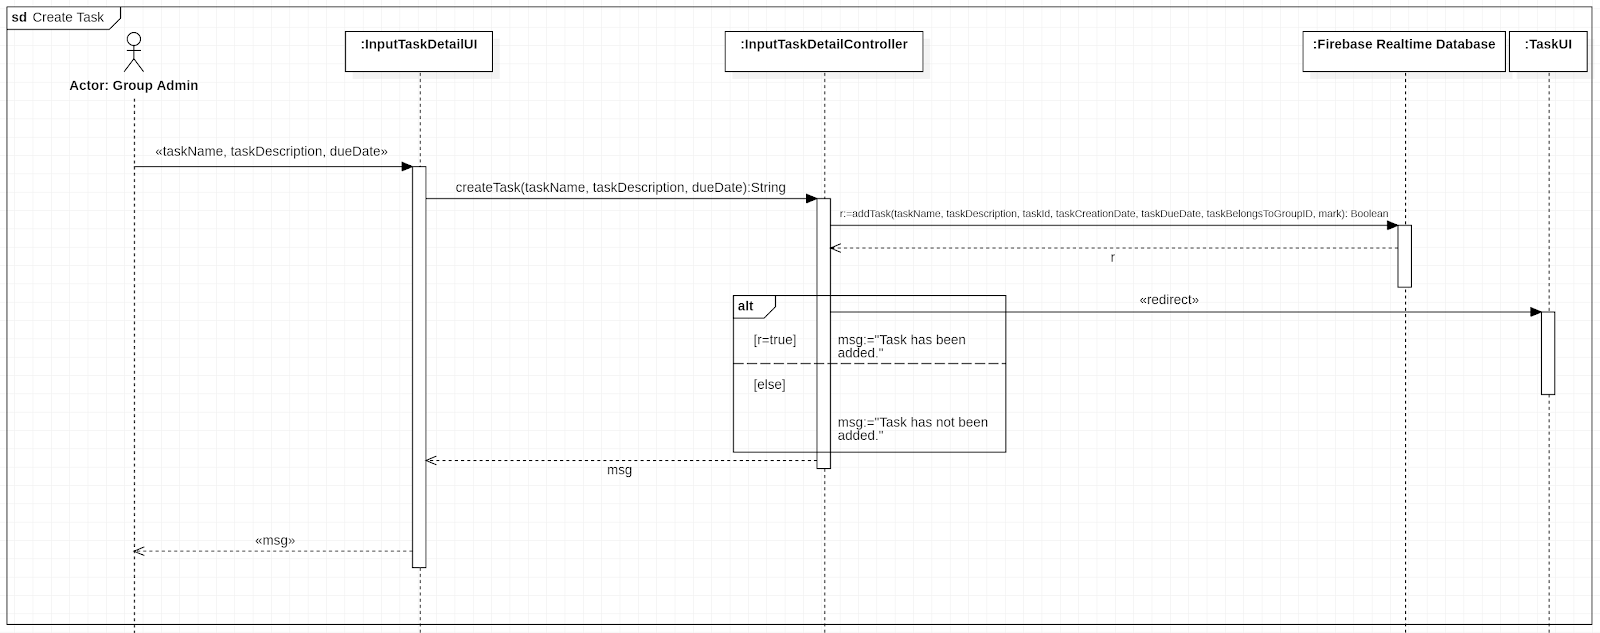 sd Create Task
:InputTaskDetailUI
:InputTaskDetailController
:Firebase Realtime Database
:TaskUI
Actor: Group Admin
«taskName, taskDescription, dueDate»
createTask(taskName, taskDescription, dueDate):String
r:=addTask(taskName, taskDescription, taskId, taskCreationDate, taskDueDate, taskBelongsToGroupID, mark): Boolean
r
«redirect»
alt
[r=true]
msg:="Task has been
added."
[else]
msg:="Task has not been
added."
msg
«msg»